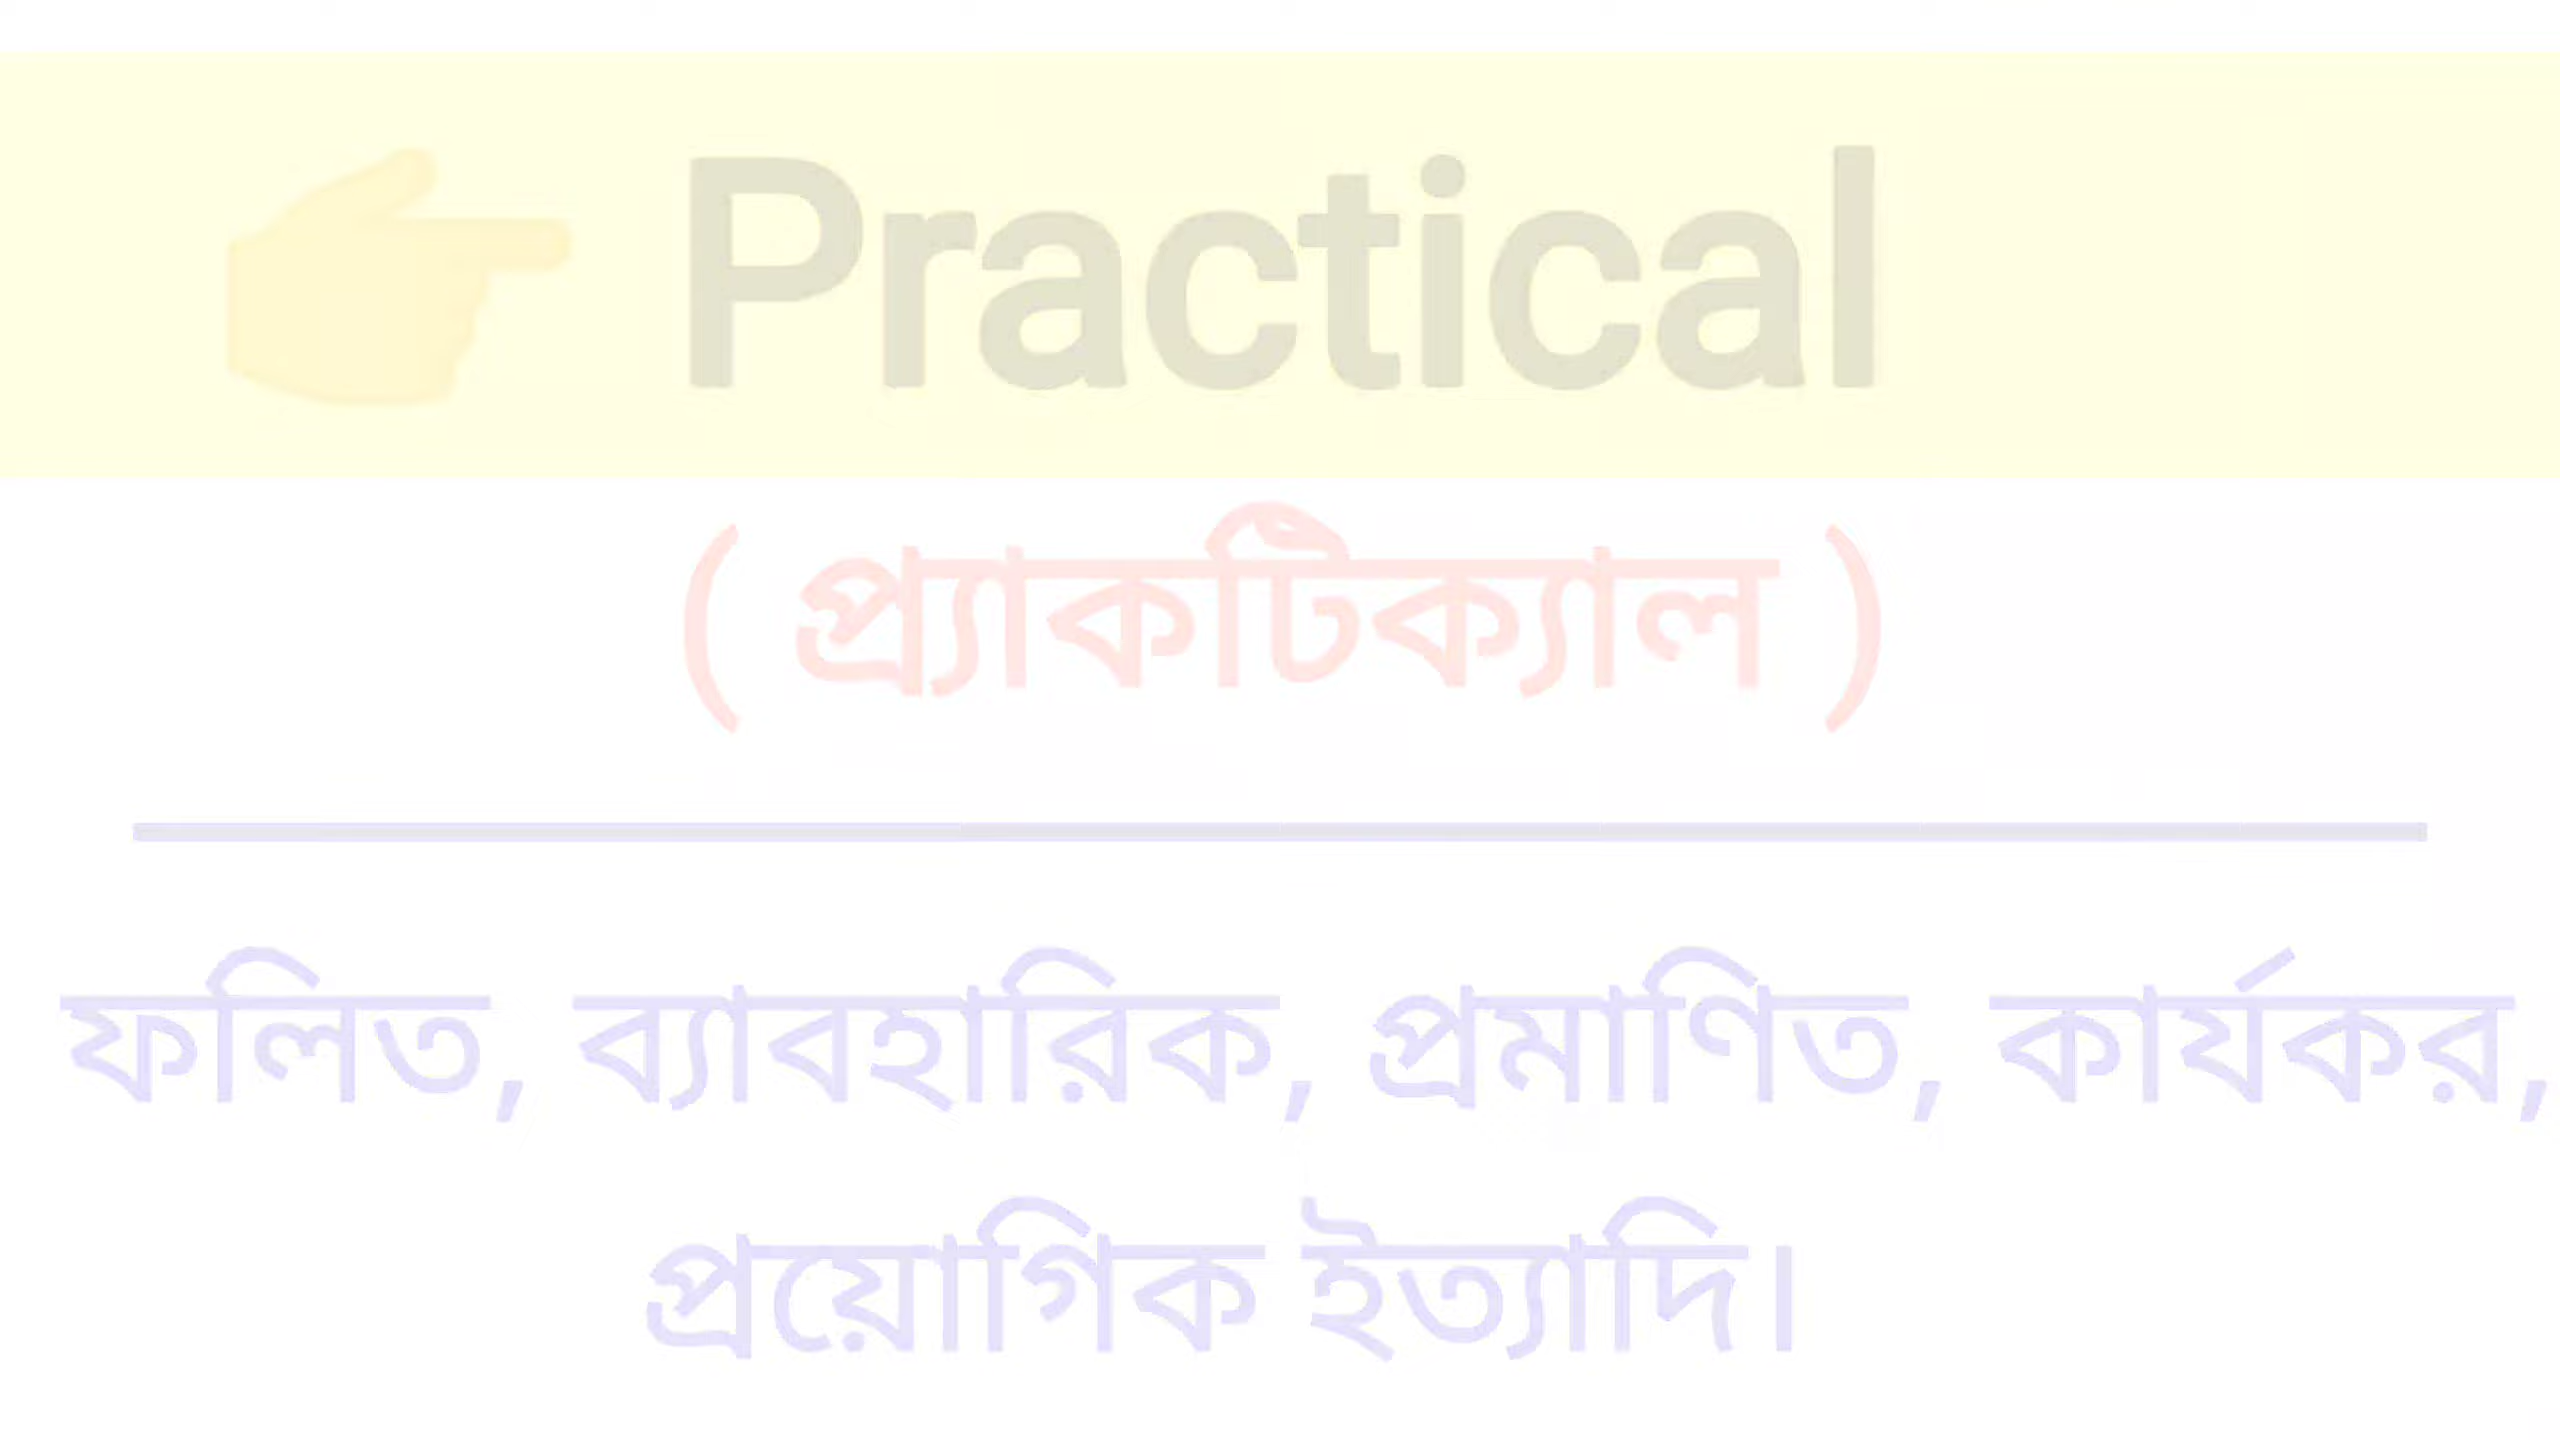 👉 Practical
( প্র্যাকটিক্যাল )
ফলিত, ব্যাবহারিক, প্রমাণিত, কার্যকর,
প্রয়োগিক ইত্যাদি।